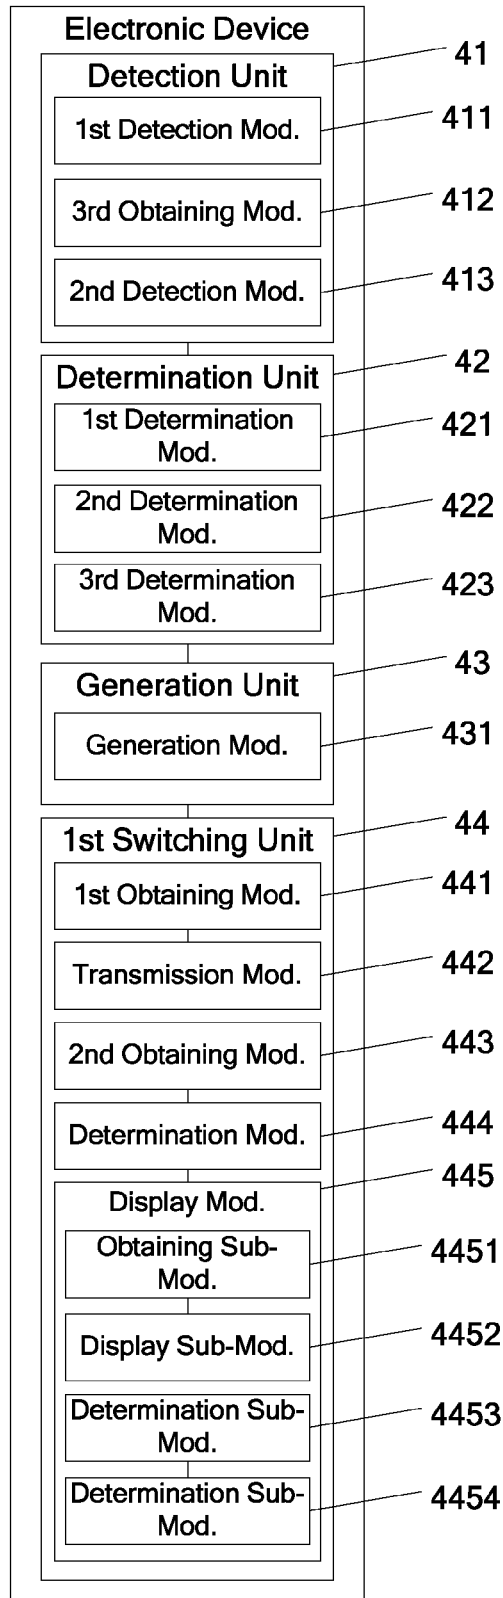 Electronic Device
Detection Unit
41
1st Detection Mod.
411
3rd Obtaining Mod.
412
2nd Detection Mod.
413
Determination Unit
42
1st Determination
Mod.
421
2nd Determination
Mod.
422
3rd Determination
Mod.
423
Generation Unit
43
Generation Mod.
431
1st Switching Unit
44
1st Obtaining Mod.
441
Transmission Mod.
442
2nd Obtaining Mod.
443
Determination Mod.
444
Display Mod.
445
Obtaining Sub-
Mod.
4451
Display Sub-Mod.
4452
Determination Sub-
Mod.
4453
Determination Sub-
Mod.
4454